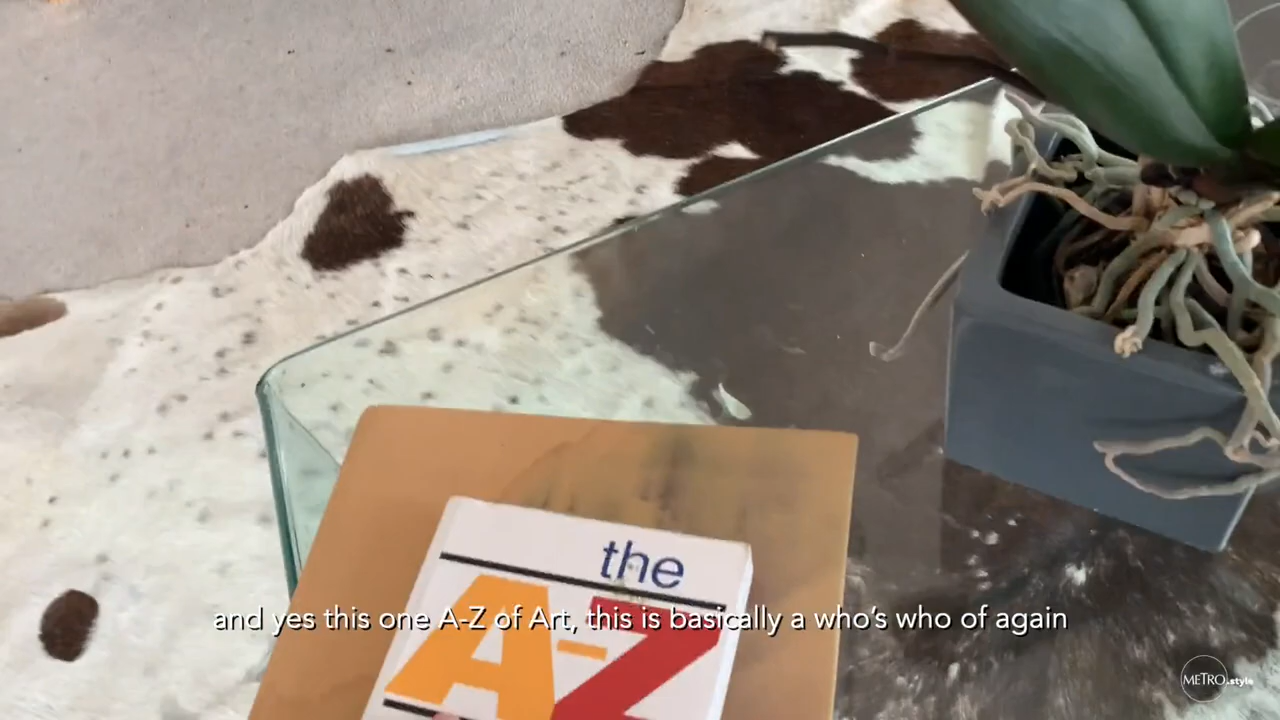 the
A-Z
and yes this one A-Z of Art, this is basically a who's who of again
METRO.style